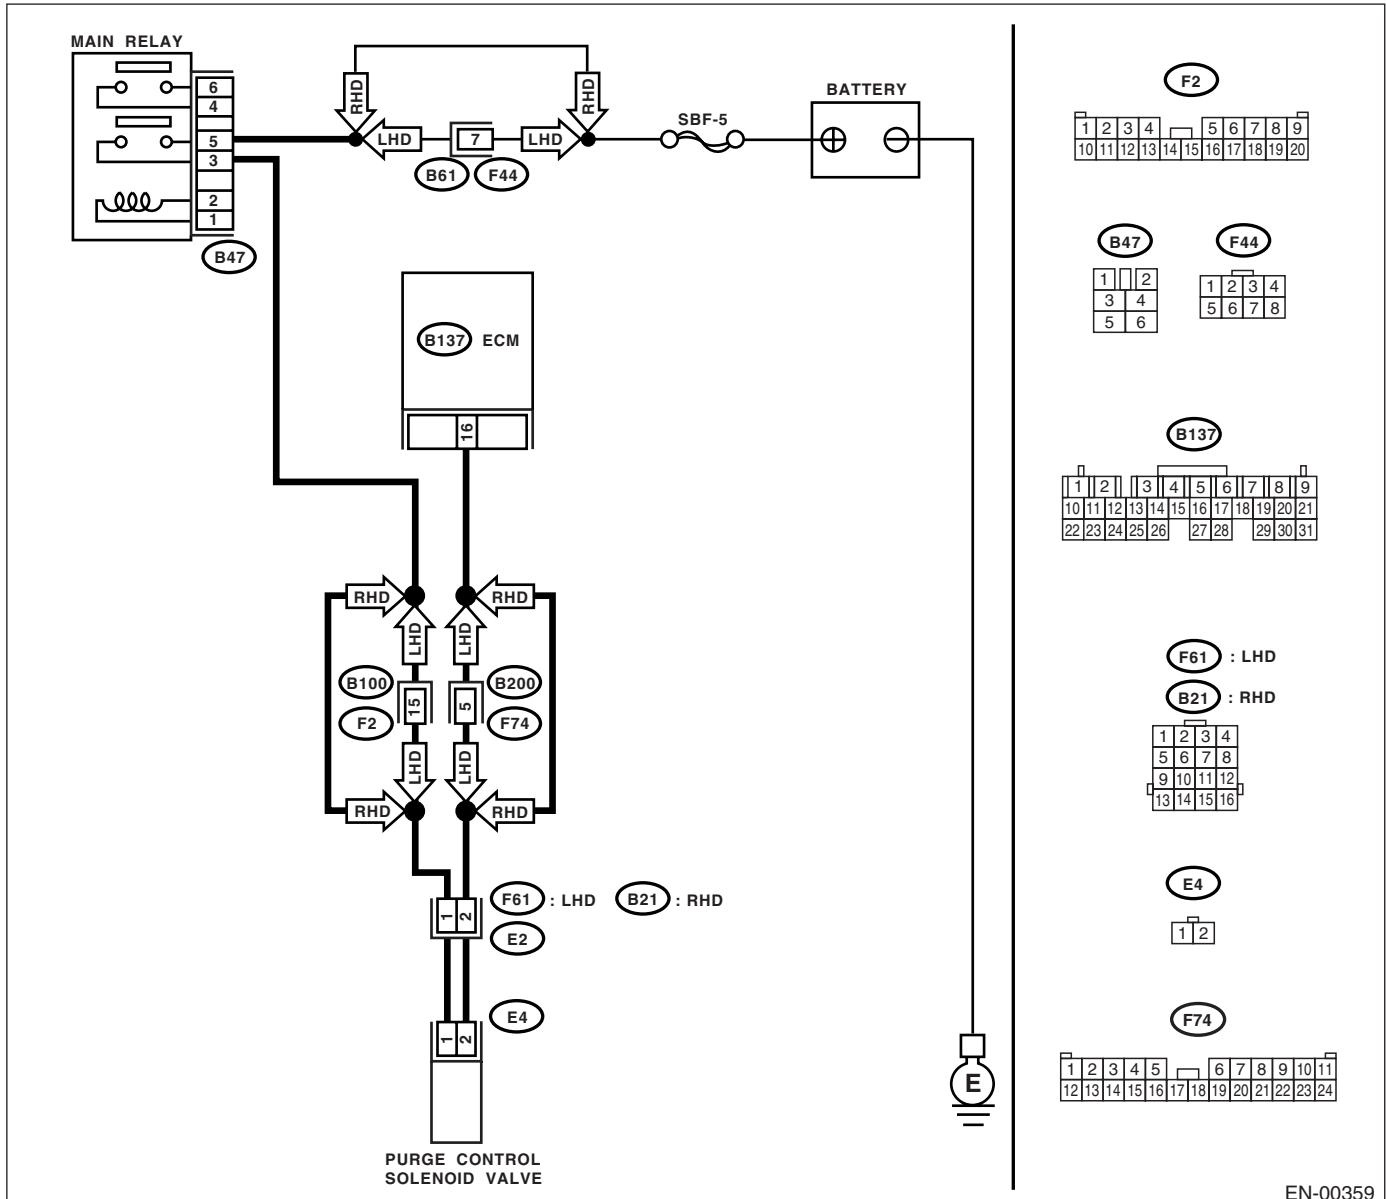 MAIN RELAY
6
4
5
3
2
1
B47
RHD
LHD
7
LHD
RHD
B61
F44
SBF-5
BATTERY
B137 ECM
16
RHD
RHD
LHD
LHD
B100
F2
15
5
B200
F74
LHD
LHD
RHD
RHD
1 2
F61 : LHD B21 : RHD
E2
E4
1 2
PURGE CONTROL
SOLENOID VALVE
E
F2
1 2 3 4 5 6 7 8 9
10 11 12 13 14 15 16 17 18 19 20
B47
1 2
3 4
5 6
F44
1 2 3 4
5 6 7 8
B137
1 2 3 4 5 6 7 8 9
10 11 12 13 14 15 16 17 18 19 20 21
22 23 24 25 26 27 28 29 30 31
F61 : LHD
B21 : RHD
1 2 3 4
5 6 7 8
9 10 11 12
13 14 15 16
E4
1 2
F74
1 2 3 4 5 6 7 8 9 10 11
12 13 14 15 16 17 18 19 20 21 22 23 24
EN-00359